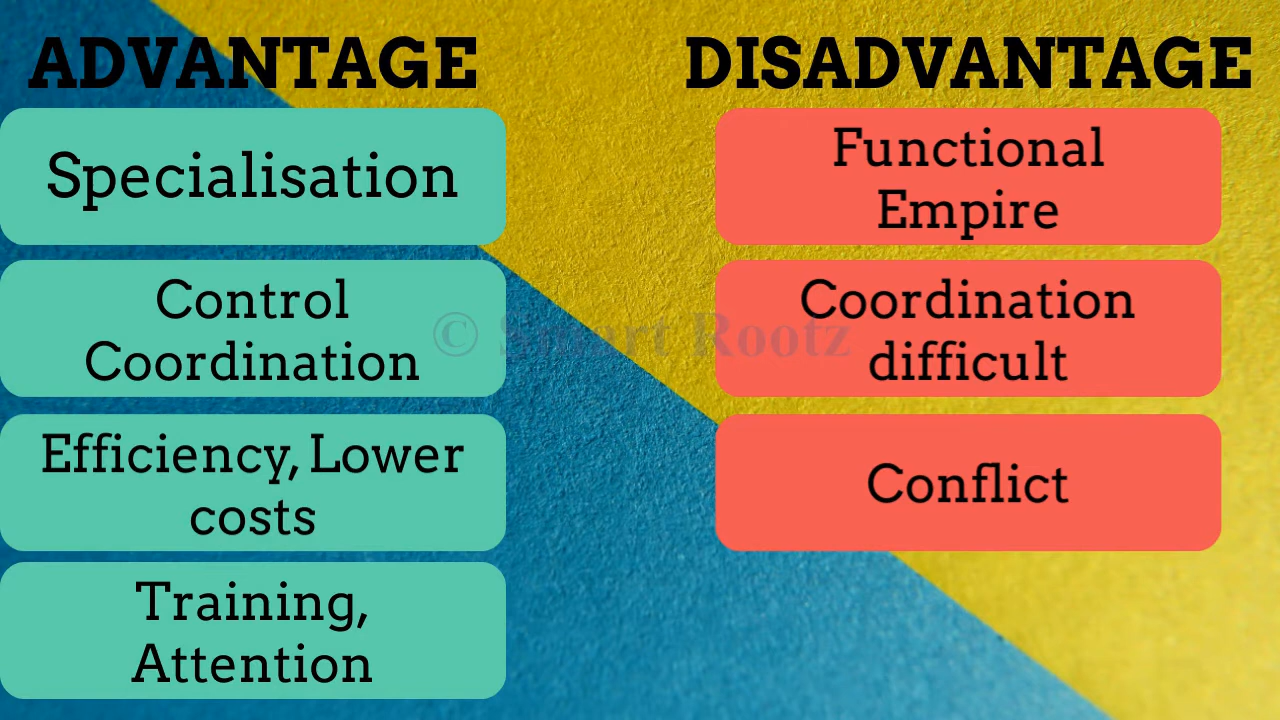 ADVANTAGE
Specialisation
Control
Coordination
Efficiency, Lower
costs
Training,
Attention
DISADVANTAGE
Functional
Empire
Coordination
difficult
Conflict
© Smart Rootz